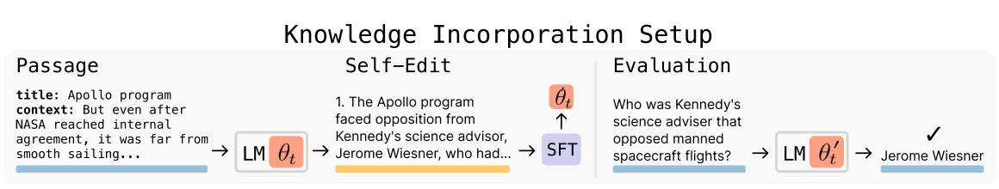 Knowledge Incorporation Setup
Passage
title: Apollo program
context: But even after
NASA reached internal
agreement, it was far from
smooth sailing...
LM θt
Self-Edit
1. The Apollo program
faced opposition from
Kennedy's science advisor,
Jerome Wiesner, who had...
θ̇t
SFT
Evaluation
Who was Kennedy's
science adviser that
opposed manned
spacecraft flights?
LM θ′t
✓
Jerome Wiesner